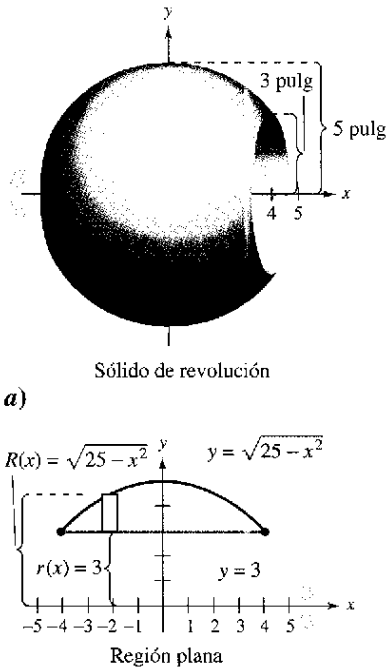 y
3 pulg
5 pulg
x
4 5
Sólido de revolución
a)
R(x) = √25 − x² y y = √25 − x²
r(x) = 3 y = 3
x
−5 −4 −3 −2 −1 1 2 3 4 5
Región plana